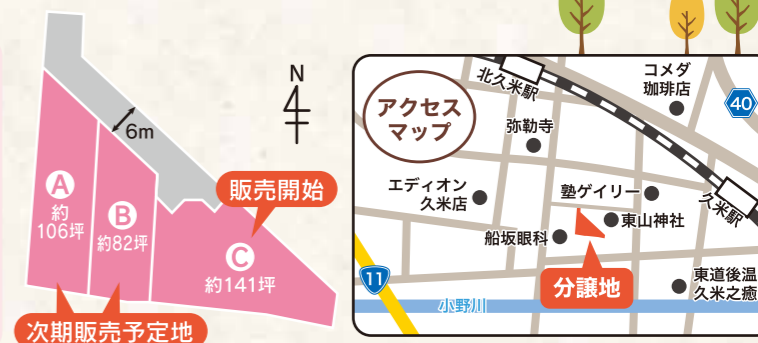 N
6m
A
約
106坪
B
約82坪
C
約141坪
販売開始
次期販売予定地
アクセス
マップ
北久米駅
コメダ
珈琲店
40
弥勒寺
エディオン
久米店
塾ゲイリー
久米駅
東山神社
船坂眼科
11
分譲地
東道後温
久米之癒
小野川